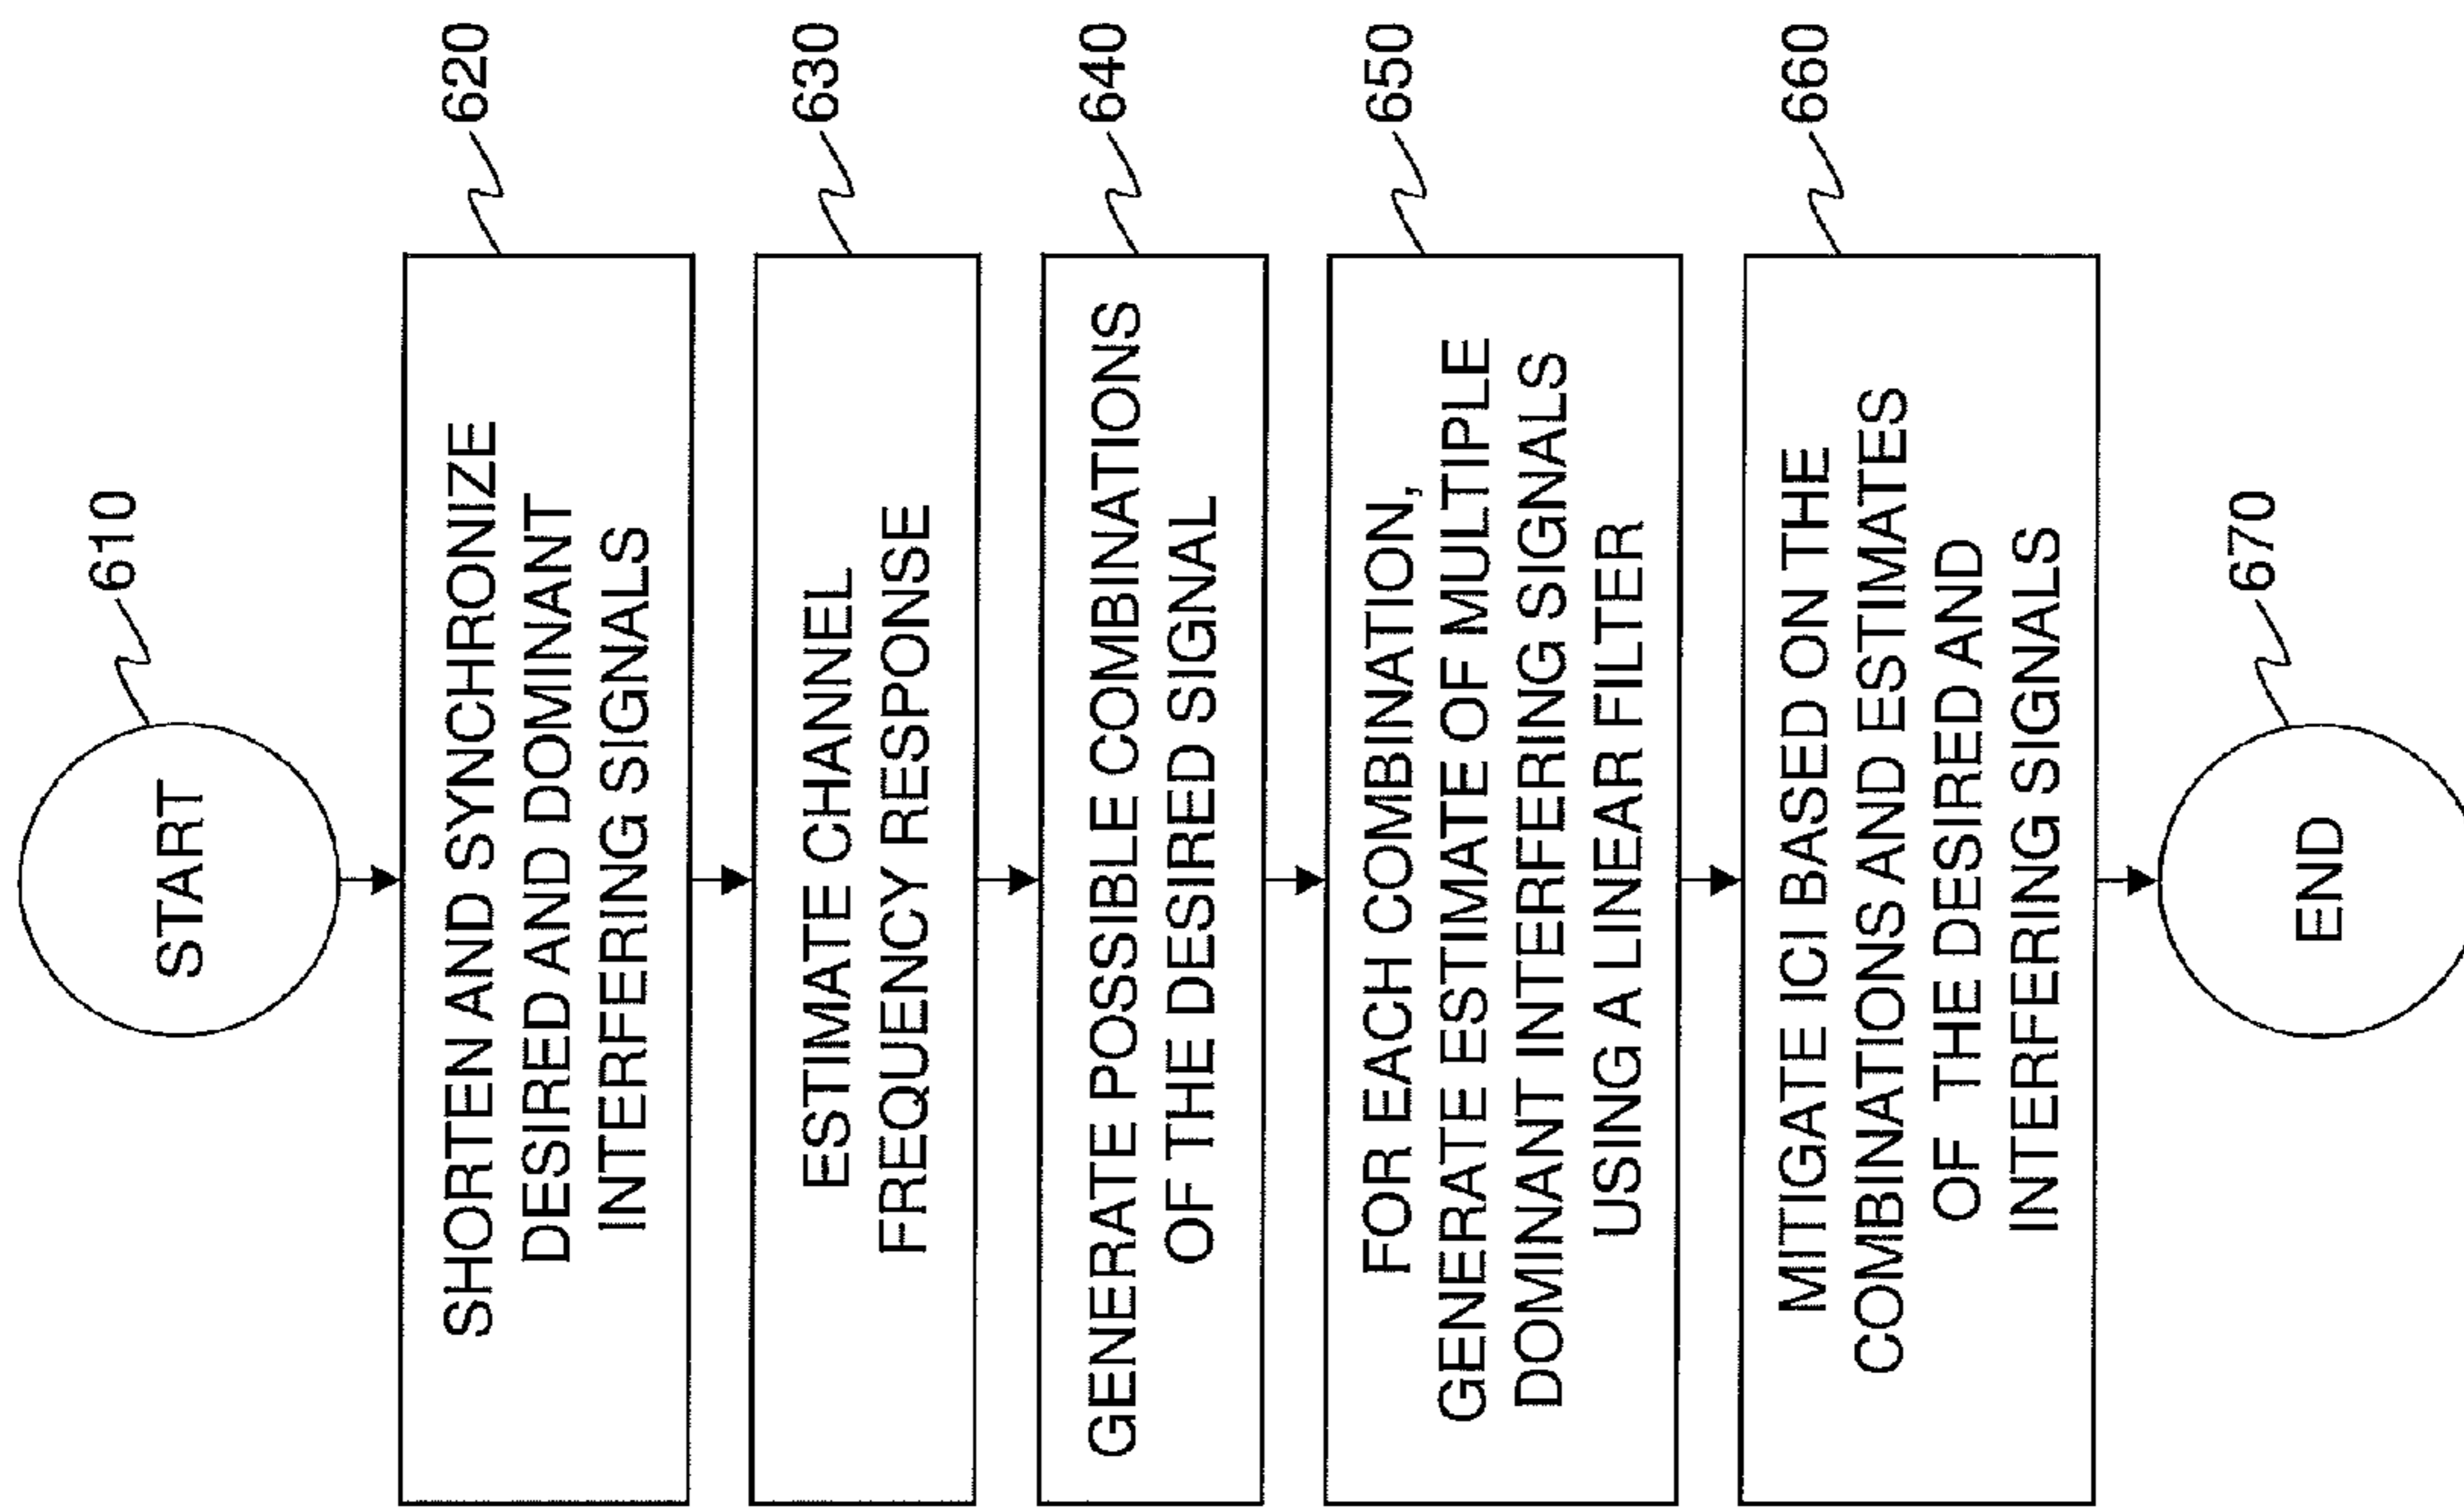 610
START
620
SHORTEN AND SYNCHRONIZE
DESIRED AND DOMINANT
INTERFERING SIGNALS
630
ESTIMATE CHANNEL
FREQUENCY RESPONSE
640
GENERATE POSSIBLE COMBINATIONS
OF THE DESIRED SIGNAL
650
FOR EACH COMBINATION,
GENERATE ESTIMATE OF MULTIPLE
DOMINANT INTERFERING SIGNALS
USING A LINEAR FILTER
660
MITIGATE ICI BASED ON THE
COMBINATIONS AND ESTIMATES
OF THE DESIRED AND
INTERFERING SIGNALS
670
END